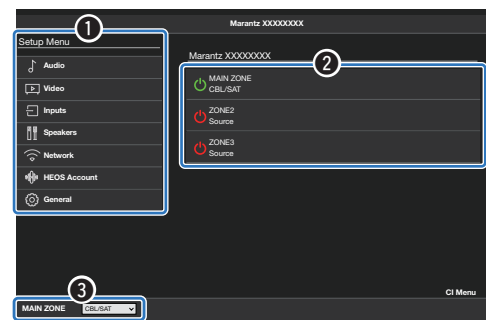 Marantz XXXXXXXX
1
Setup Menu
Audio
Video
Inputs
Speakers
Network
HEOS Account
General
Marantz XXXXXXXX
2
MAIN ZONE
CBL/SAT
ZONE2
Source
ZONE3
Source
CI Menu
3
MAIN ZONE CBL/SAT